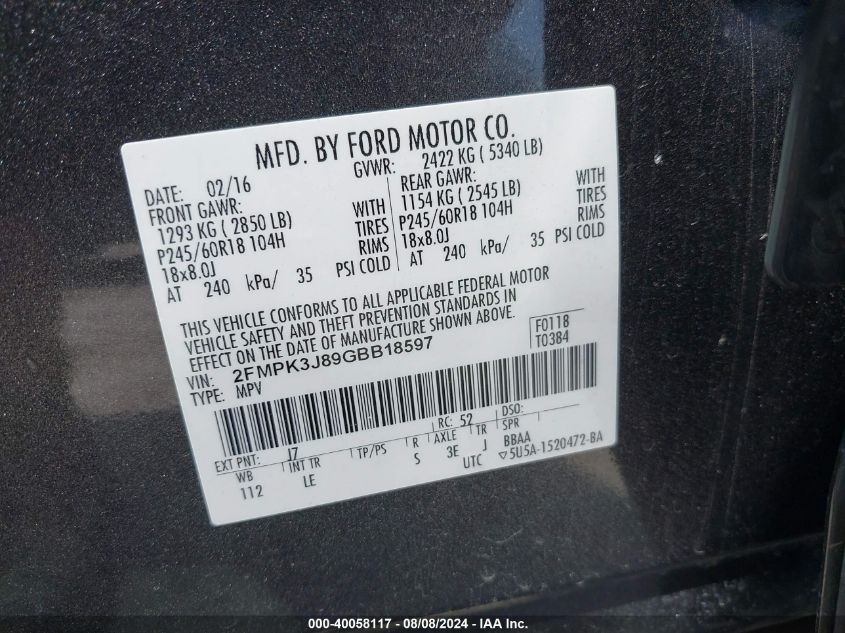 MFD. BY FORD MOTOR CO.
DATE: 02/16 GVWR: 2422 KG ( 5340 LB)
FRONT GAWR: REAR GAWR:
1293 KG ( 2850 LB) WITH 1154 KG ( 2545 LB) WITH
P245/60R18 104H TIRES P245/60R18 104H TIRES
18x8.0J RIMS 18x8.0J RIMS
AT 240 kPa/ 35 PSI COLD AT 240 kPa/ 35 PSI COLD
THIS VEHICLE CONFORMS TO ALL APPLICABLE FEDERAL MOTOR
VEHICLE SAFETY AND THEFT PREVENTION STANDARDS IN
EFFECT ON THE DATE OF MANUFACTURE SHOWN ABOVE.
VIN: 2FMPK3J89GBB18597 F0118
TYPE: MPV T0384
EXT PNT: J7 RC: 52 DSO:
WB INT TR TP/PS R AXLE TR SPR
112 LE S 3E J BBAA
UTC ▽5U5A-1520472-BA
000-40058117 - 08/08/2024 - IAA Inc.